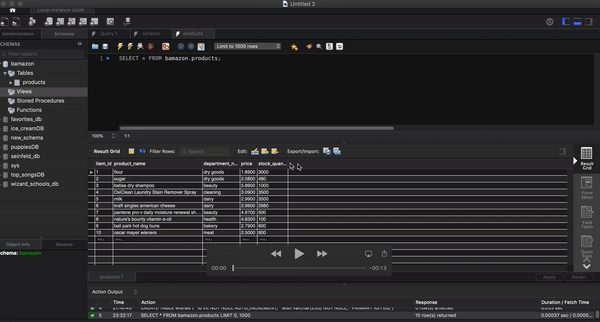 Untitled 2
Local instance 3306
Administration Schemas Query 1 scheme products
SCHEMAS
Filter objects
Limit to 1000 rows
bamazon
Tables
products
Views
Stored Procedures
Functions
favorites_db
ice_creamDB
new_schema
puppiesDB
seinfeld_db
sys
top_songsDB
wizard_schools_db
1 SELECT * FROM bamazon.products;
100% 1:1
Result Grid Filter Rows: Search Edit: Export/Import:
item_id product_name department_n... price stock_quan...
1 flour dry goods 1.8900 3000
2 sugar dry goods 2.0800 480
3 batise dry shampoo beauty 5.8900 1000
4 OxiClean Laundry Stain Remover Spray cleaning 3.0900 3500
5 milk dairy 2.9900 3500
6 kraft singles american cheese dairy 2.9900 2980
7 pantene pro-v daily moisture renewal sh... beauty 4.9700 500
8 nature's bounty vitamin e-oil health 4.8300 100
9 ball park hot dog buns bakery 2.7900 600
10 oscar mayer wieners meat 2.5000 600
NULL NULL NULL NULL NULL
Result
Grid
Form
Editor
Field
Types
Query
Stats
00:00 -00:13
Object Info Session
Schema: bamazon
products 1 Apply Revert
Action Output
Time Action Response Duration / Fetch Time
5 23:32:17 SELECT * FROM bamazon.products LIMIT 0, 1000 10 row(s) returned 0.00037 sec / 0.0000...